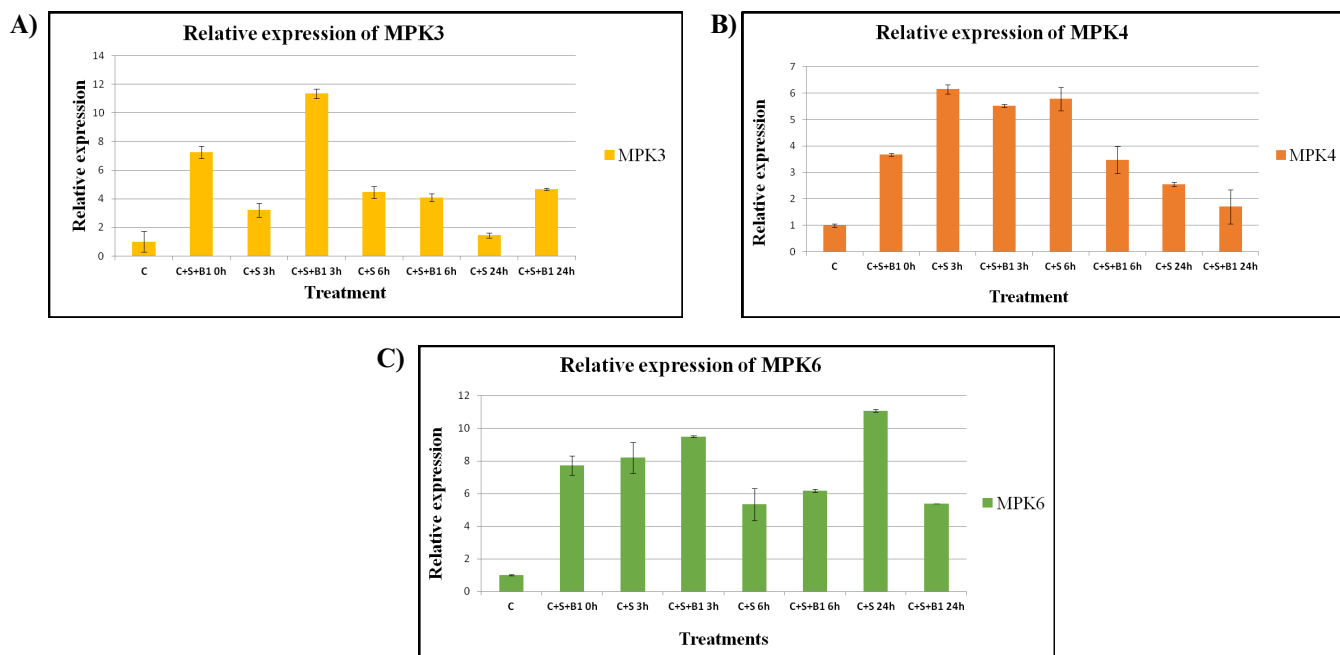 A)
Relative expression of MPK3
Relative expression
14
12
10
8
6
4
2
0
C C+S+B1 0h C+S 3h C+S+B1 3h C+S 6h C+S+B1 6h C+S 24h C+S+B1 24h
Treatment
MPK3
B)
Relative expression of MPK4
Relative expression
7
6
5
4
3
2
1
0
C C+S+B1 0h C+S 3h C+S+B1 3h C+S 6h C+S+B1 6h C+S 24h C+S+B1 24h
Treatment
MPK4
C)
Relative expression of MPK6
Relative expression
12
10
8
6
4
2
0
C C+S+B1 0h C+S 3h C+S+B1 3h C+S 6h C+S+B1 6h C+S 24h C+S+B1 24h
Treatments
MPK6